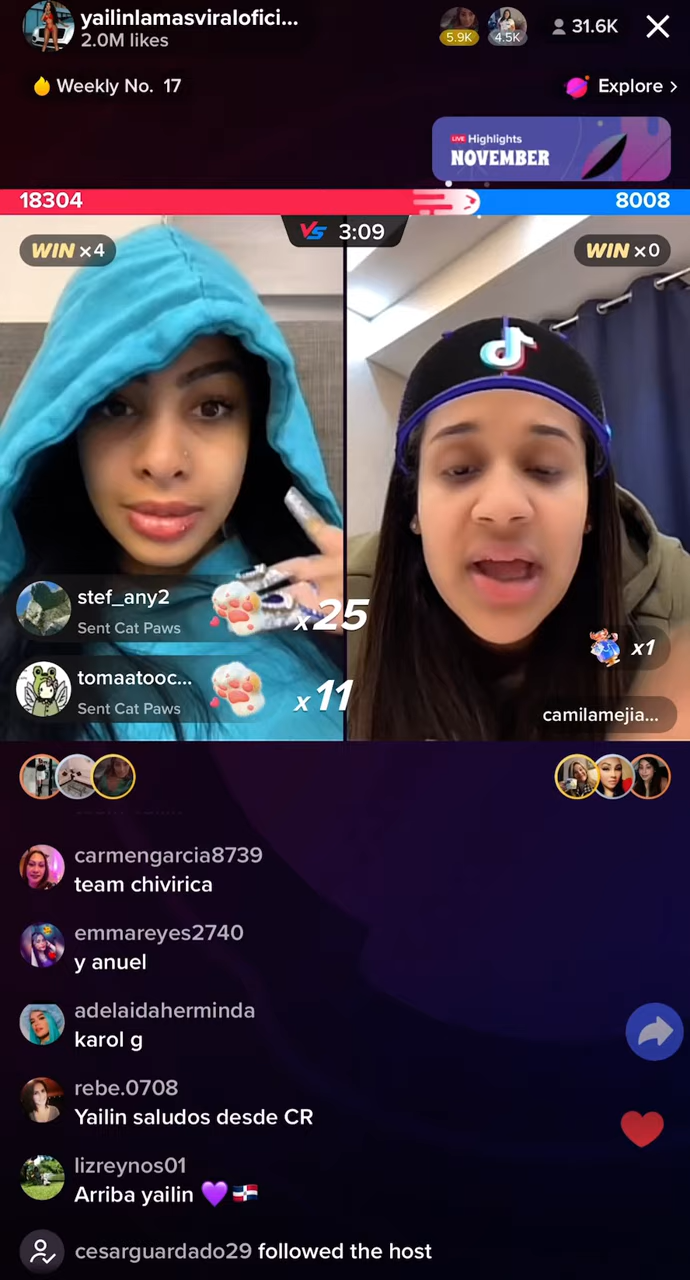 yailinlamasviralofici...
2.0M likes
5.9K
4.5K
31.6K
Weekly No. 17
Explore >
LIVE Highlights
NOVEMBER
18304
8008
VS 3:09
WIN x4
WIN x0
stef_any2
Sent Cat Paws
x25
tomaatooc...
Sent Cat Paws
x11
x1
camilamejia...
carmengarcia8739
team chivirica
emmareyes2740
y anuel
adelaidaherminda
karol g
rebe.0708
Yailin saludos desde CR
lizreynos01
Arriba yailin 💜🇩🇴
cesarguardado29 followed the host